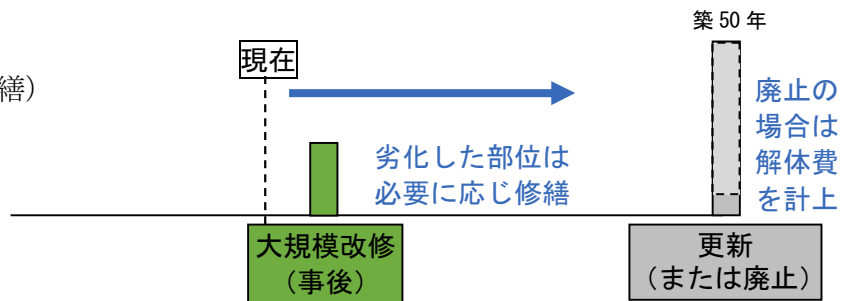 築 50 年
現在
繕）
廃止の
場合は
解体費
を計上
劣化した部位は
必要に応じ修繕
大規模改修
（事後）
更新
（または廃止）